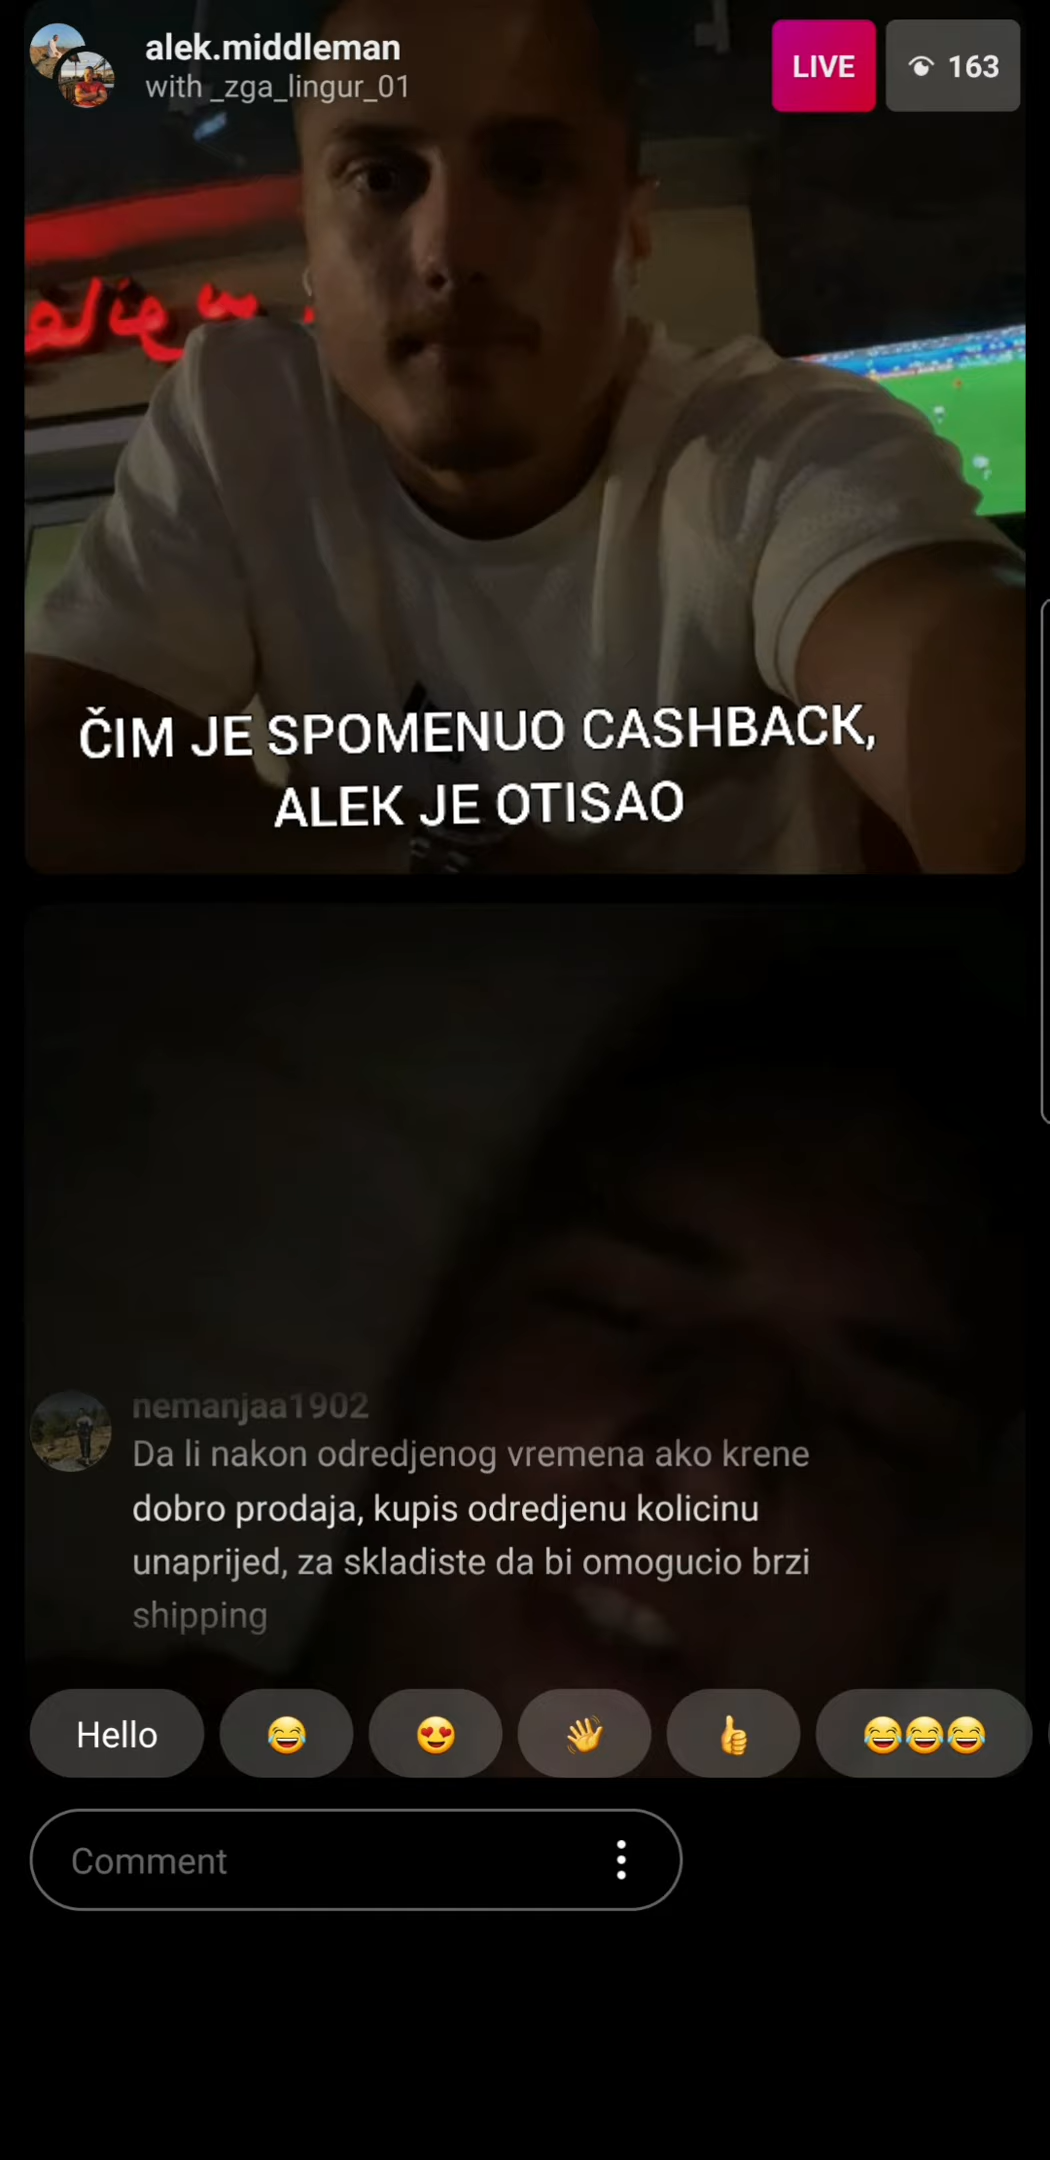 alek.middleman
with _zga_lingur_01
LIVE
163
ČIM JE SPOMENUO CASHBACK,
ALEK JE OTISAO
nemanjaa1902
Da li nakon odredjenog vremena ako krene
dobro prodaja, kupis odredjenu kolicinu
unaprijed, za skladiste da bi omogucio brzi
shipping
Hello
Comment